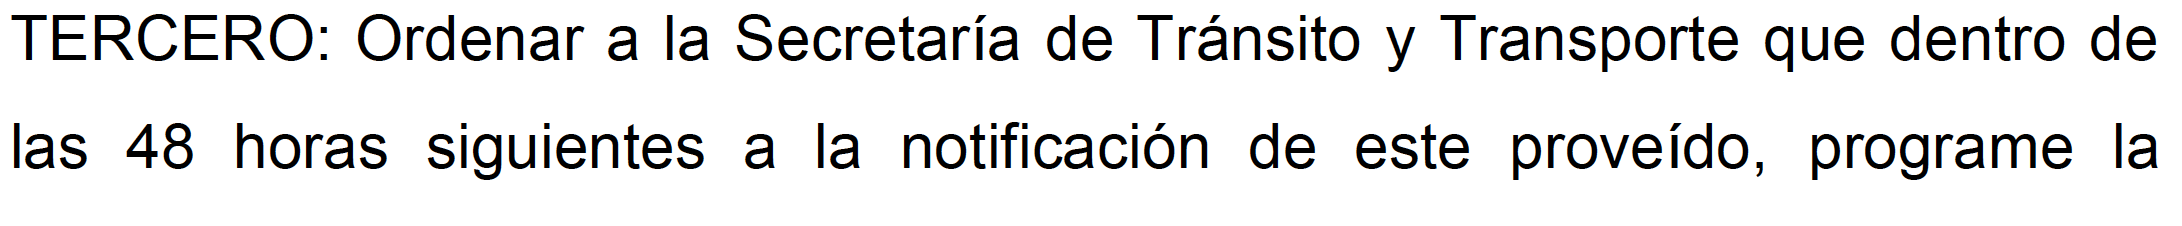 TERCERO: Ordenar a la Secretaría de Tránsito y Transporte que dentro de
las 48 horas siguientes a la notificación de este proveído, programe la